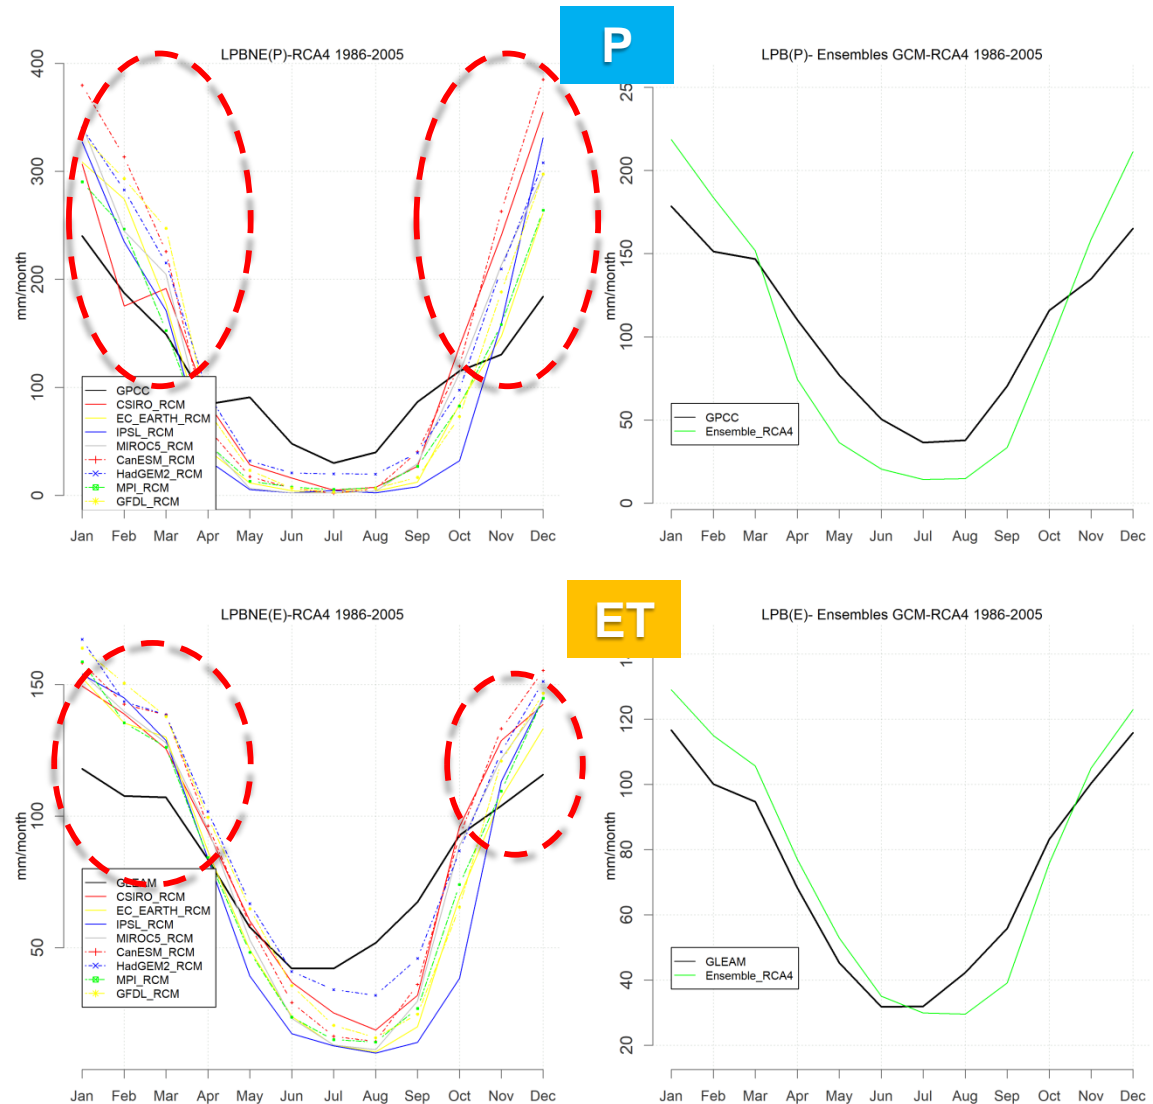 P
LPBNE(P)-RCA4 1986-2005
mm/month
400
300
200
100
0
GPCC
CSIRO_RCM
EC_EARTH_RCM
IPSL_RCM
MIROC5_RCM
CanESM_RCM
HadGEM2_RCM
MPI_RCM
GFDL_RCM
Jan Feb Mar Apr May Jun Jul Aug Sep Oct Nov Dec
LPB(P)- Ensembles GCM-RCA4 1986-2005
mm/month
200
150
100
50
0
GPCC
Ensemble_RCA4
Jan Feb Mar Apr May Jun Jul Aug Sep Oct Nov Dec
ET
LPBNE(E)-RCA4 1986-2005
mm/month
150
100
50
GLEAM
CSIRO_RCM
EC_EARTH_RCM
IPSL_RCM
MIROC5_RCM
CanESM_RCM
HadGEM2_RCM
MPI_RCM
GFDL_RCM
Jan Feb Mar Apr May Jun Jul Aug Sep Oct Nov Dec
LPB(E)- Ensembles GCM-RCA4 1986-2005
mm/month
120
100
80
60
40
20
GLEAM
Ensemble_RCA4
Jan Feb Mar Apr May Jun Jul Aug Sep Oct Nov Dec